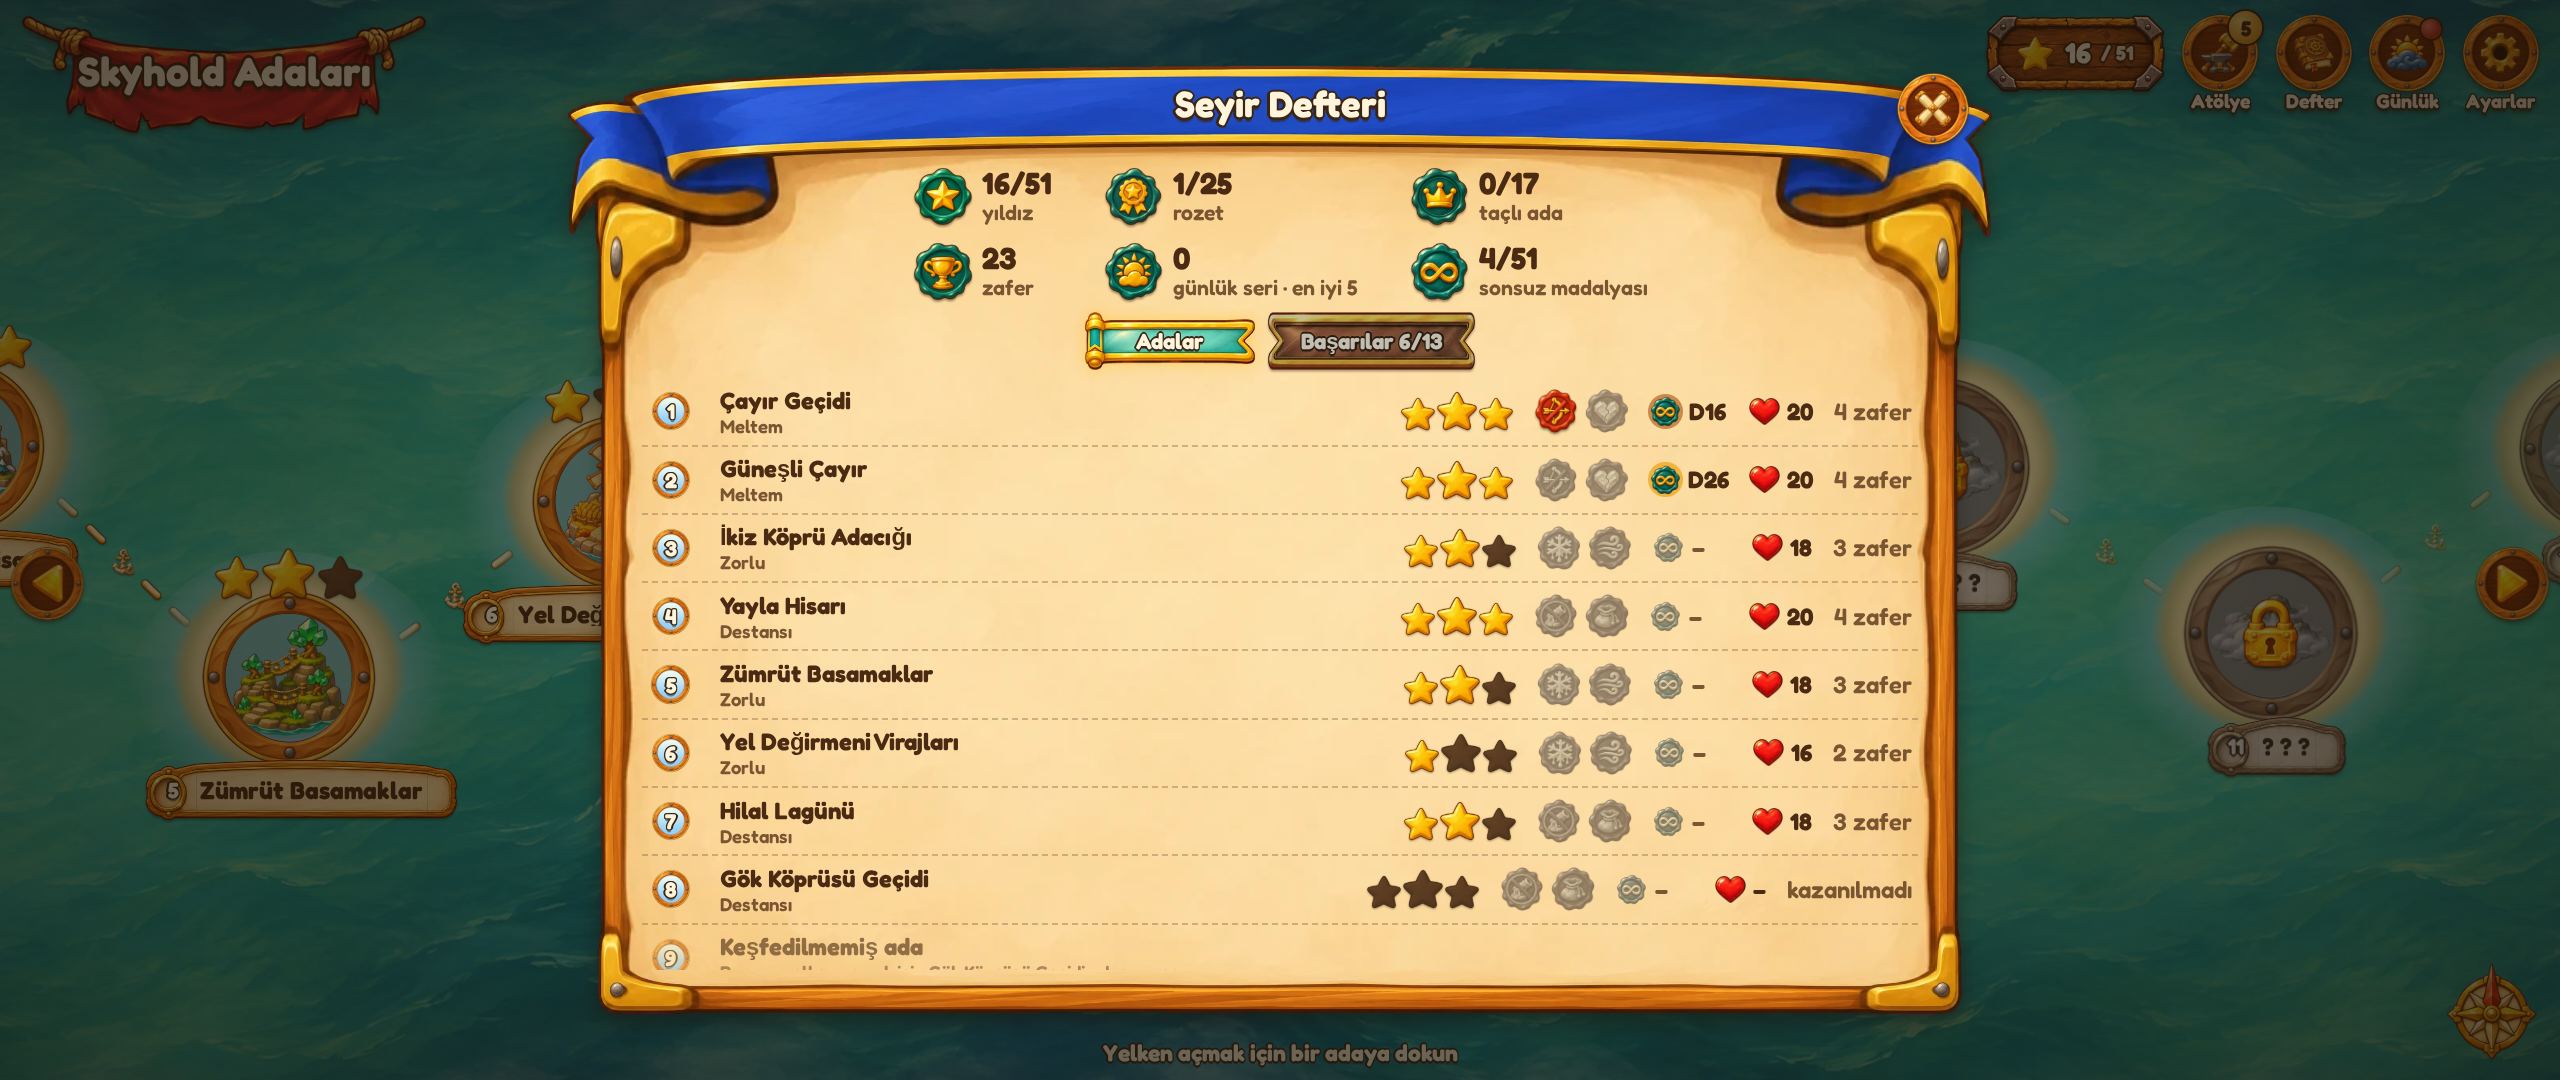 Skyhold Adaları
16 / 51
5
Atölye
Defter
Günlük
Ayarlar
Seyir Defteri
16/51
yıldız
1/25
rozet
0/17
taçlı ada
23
zafer
0
günlük seri · en iyi 5
4/51
sonsuz madalyası
Adalar
Başarılar 6/13
1 Çayır Geçidi D16 20 4 zafer
Meltem
2 Güneşli Çayır D26 20 4 zafer
Meltem
3 İkiz Köprü Adacığı – 18 3 zafer
Zorlu
4 Yayla Hisarı – 20 4 zafer
Destansı
5 Zümrüt Basamaklar – 18 3 zafer
Zorlu
6 Yel Değirmeni Virajları – 16 2 zafer
Zorlu
7 Hilal Lagünü – 18 3 zafer
Destansı
8 Gök Köprüsü Geçidi – – kazanılmadı
Destansı
9 Keşfedilmemiş ada
6 Yel Değ
5 Zümrüt Basamaklar
? ?
11 ? ? ?
Yelken açmak için bir adaya dokun